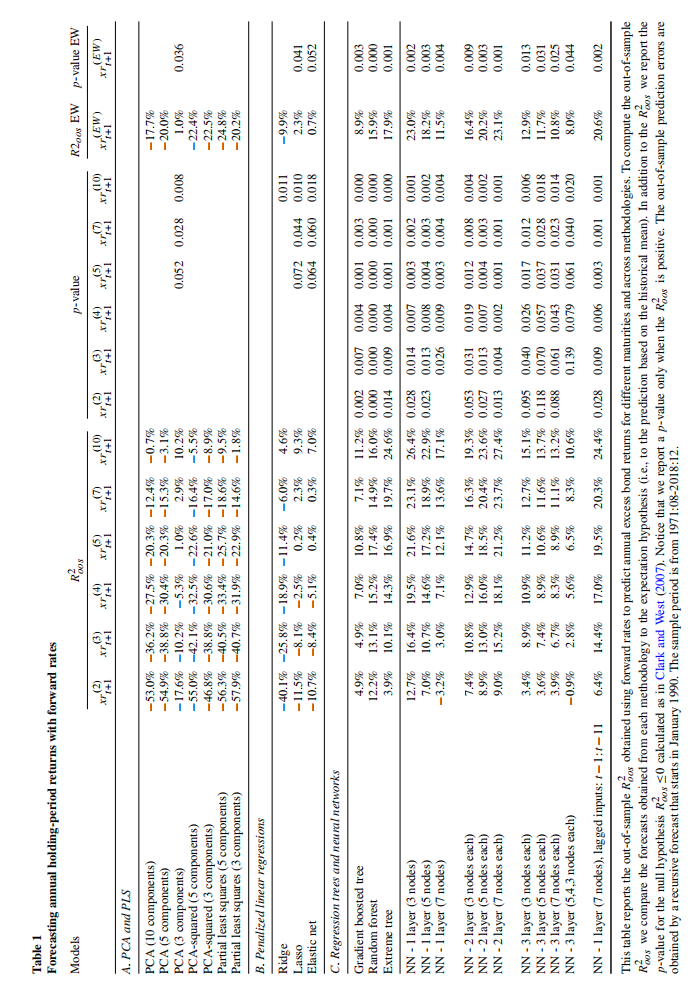 Table 1
Forecasting annual holding-period returns with forward rates
Models R²oos p-value R²oos EW p-value EW
xr(2)t+1 xr(3)t+1 xr(4)t+1 xr(5)t+1 xr(7)t+1 xr(10)t+1 xr(2)t+1 xr(3)t+1 xr(4)t+1 xr(5)t+1 xr(7)t+1 xr(10)t+1 xr(EW)t+1 xr(EW)t+1
A. PCA and PLS
PCA (10 components) −53.0% −36.2% −27.5% −20.3% −12.4% −0.7% −17.7%
PCA (5 components) −54.9% −38.8% −30.4% −20.3% −15.3% −3.1% −20.0%
PCA (3 components) −17.6% −10.2% −5.3% 1.0% 2.9% 10.2% 0.052 0.028 0.008 1.0% 0.036
PCA-squared (5 components) −55.0% −42.1% −32.5% −22.6% −16.4% −5.5% −22.4%
PCA-squared (3 components) −46.8% −38.8% −30.6% −21.0% −17.0% −8.9% −22.5%
Partial least squares (5 components) −56.3% −40.5% −33.4% −25.7% −18.6% −9.5% −24.8%
Partial least squares (3 components) −57.9% −40.7% −31.9% −22.9% −14.6% −1.8% −20.2%
B. Penalized linear regressions
Ridge −40.1% −25.8% −18.9% −11.4% −6.0% 4.6% 0.011 −9.9%
Lasso −11.5% −8.1% −2.5% 0.2% 2.3% 9.3% 0.072 0.044 0.010 2.3% 0.041
Elastic net −10.7% −8.4% −5.1% 0.4% 0.3% 7.0% 0.064 0.060 0.018 0.7% 0.052
C. Regression trees and neural networks
Gradient boosted tree 4.9% 4.9% 7.0% 10.8% 7.1% 11.2% 0.002 0.007 0.004 0.001 0.003 0.000 8.9% 0.003
Random forest 12.2% 13.1% 15.2% 17.4% 14.9% 16.0% 0.000 0.000 0.000 0.000 0.000 0.000 15.9% 0.000
Extreme tree 3.9% 10.1% 14.3% 16.9% 19.7% 24.6% 0.014 0.009 0.004 0.001 0.001 0.000 17.9% 0.001
NN - 1 layer (3 nodes) 12.7% 16.4% 19.5% 21.6% 23.1% 26.4% 0.028 0.014 0.007 0.003 0.002 0.001 23.0% 0.002
NN - 1 layer (5 nodes) 7.0% 10.7% 14.6% 17.2% 18.9% 22.9% 0.023 0.013 0.008 0.004 0.003 0.002 18.2% 0.003
NN - 1 layer (7 nodes) −3.2% 3.0% 7.1% 12.1% 13.6% 17.1% 0.026 0.009 0.003 0.003 0.004 11.5% 0.004
NN - 2 layer (3 nodes each) 7.4% 10.8% 12.9% 14.7% 16.3% 19.3% 0.053 0.031 0.019 0.012 0.008 0.004 16.4% 0.009
NN - 2 layer (5 nodes each) 8.9% 13.0% 16.0% 18.5% 20.4% 23.6% 0.027 0.013 0.007 0.004 0.003 0.002 20.2% 0.003
NN - 2 layer (7 nodes each) 9.0% 15.2% 18.1% 21.2% 23.7% 27.4% 0.013 0.004 0.002 0.001 0.001 0.001 23.1% 0.001
NN - 3 layer (3 nodes each) 3.4% 8.9% 10.9% 11.2% 12.7% 15.1% 0.095 0.040 0.026 0.017 0.012 0.006 12.9% 0.013
NN - 3 layer (5 nodes each) 3.6% 7.4% 8.9% 10.6% 11.6% 13.7% 0.118 0.070 0.057 0.037 0.028 0.018 11.7% 0.031
NN - 3 layer (7 nodes each) 3.9% 6.7% 8.3% 8.9% 11.1% 13.2% 0.088 0.061 0.043 0.031 0.023 0.014 10.8% 0.025
NN - 3 layer (5,4,3 nodes each) −0.9% 2.8% 5.6% 6.5% 8.3% 10.6% 0.139 0.079 0.061 0.040 0.020 8.0% 0.044
NN - 1 layer (7 nodes), lagged inputs: t−1:t−11 6.4% 14.4% 17.0% 19.5% 20.3% 24.4% 0.028 0.009 0.006 0.003 0.001 0.001 20.6% 0.002
This table reports the out-of-sample R²oos obtained using forward rates to predict annual excess bond returns for different maturities and across methodologies. To compute the out-of-sample
R²oos we compare the forecasts obtained from each methodology to the expectation hypothesis (i.e., to the prediction based on the historical mean). In addition to the R²oos we report the
p-value for the null hypothesis R²oos ≤0 calculated as in Clark and West (2007). Notice that we report a p-value only when the R²oos is positive. The out-of-sample prediction errors are
obtained by a recursive forecast that starts in January 1990. The sample period is from 1971:08-2018:12.